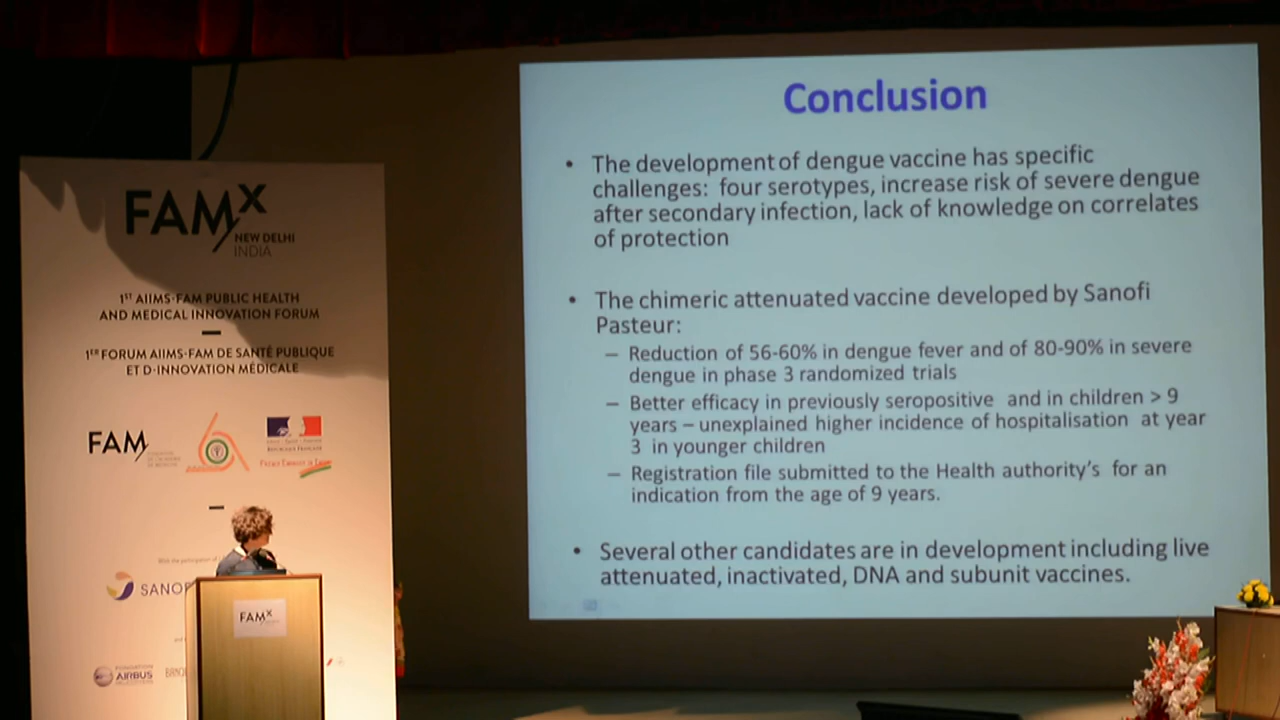 FAMX
NEW DELHI
INDIA
1ST AIIMS-FAM PUBLIC HEALTH
AND MEDICAL INNOVATION FORUM
1ER FORUM AIIMS-FAM DE SANTÉ PUBLIQUE
ET D-INNOVATION MÉDICALE
FAM
RÉPUBLIQUE FRANÇAISE
SANOF
AIRBUS
FAMX
Conclusion
• The development of dengue vaccine has specific
challenges: four serotypes, increase risk of severe dengue
after secondary infection, lack of knowledge on correlates
of protection
• The chimeric attenuated vaccine developed by Sanofi
Pasteur:
– Reduction of 56-60% in dengue fever and of 80-90% in severe
dengue in phase 3 randomized trials
– Better efficacy in previously seropositive and in children > 9
years – unexplained higher incidence of hospitalisation at year
3 in younger children
– Registration file submitted to the Health authority's for an
indication from the age of 9 years.
• Several other candidates are in development including live
attenuated, inactivated, DNA and subunit vaccines.